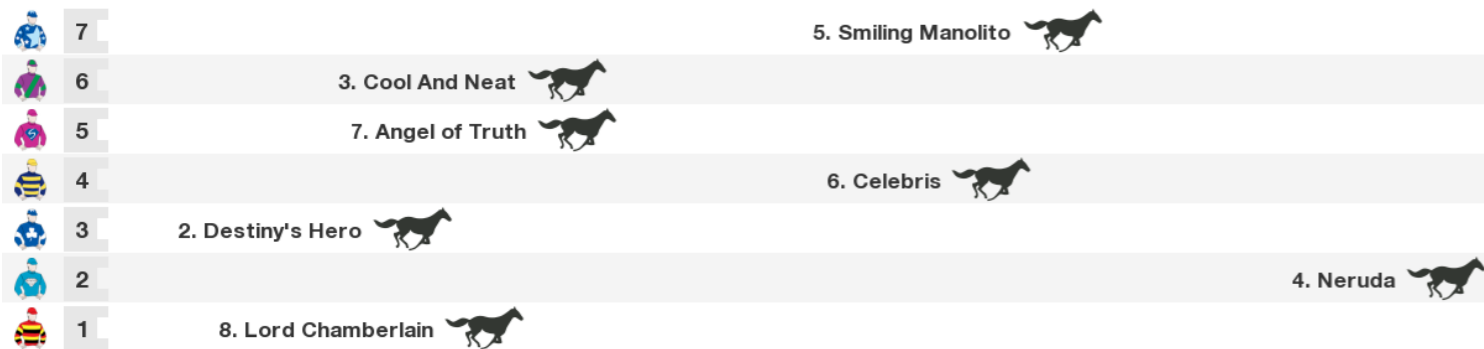 7 5. Smiling Manolito
6 3. Cool And Neat
5 7. Angel of Truth
4 6. Celebris
3 2. Destiny's Hero
2 4. Neruda
1 8. Lord Chamberlain